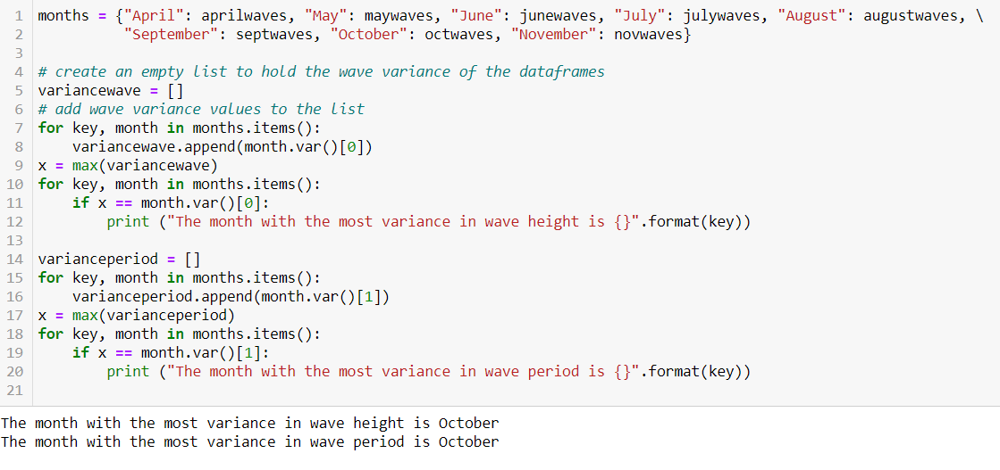 1 months = {"April": aprilwaves, "May": maywaves, "June": junewaves, "July": julywaves, "August": augustwaves, \
2           "September": septwaves, "October": octwaves, "November": novwaves}
3
4 # create an empty list to hold the wave variance of the dataframes
5 variancewave = []
6 # add wave variance values to the list
7 for key, month in months.items():
8     variancewave.append(month.var()[0])
9 x = max(variancewave)
10 for key, month in months.items():
11     if x == month.var()[0]:
12         print ("The month with the most variance in wave height is {}".format(key))
13
14 varianceperiod = []
15 for key, month in months.items():
16     varianceperiod.append(month.var()[1])
17 x = max(varianceperiod)
18 for key, month in months.items():
19     if x == month.var()[1]:
20         print ("The month with the most variance in wave period is {}".format(key))
21
The month with the most variance in wave height is October
The month with the most variance in wave period is October